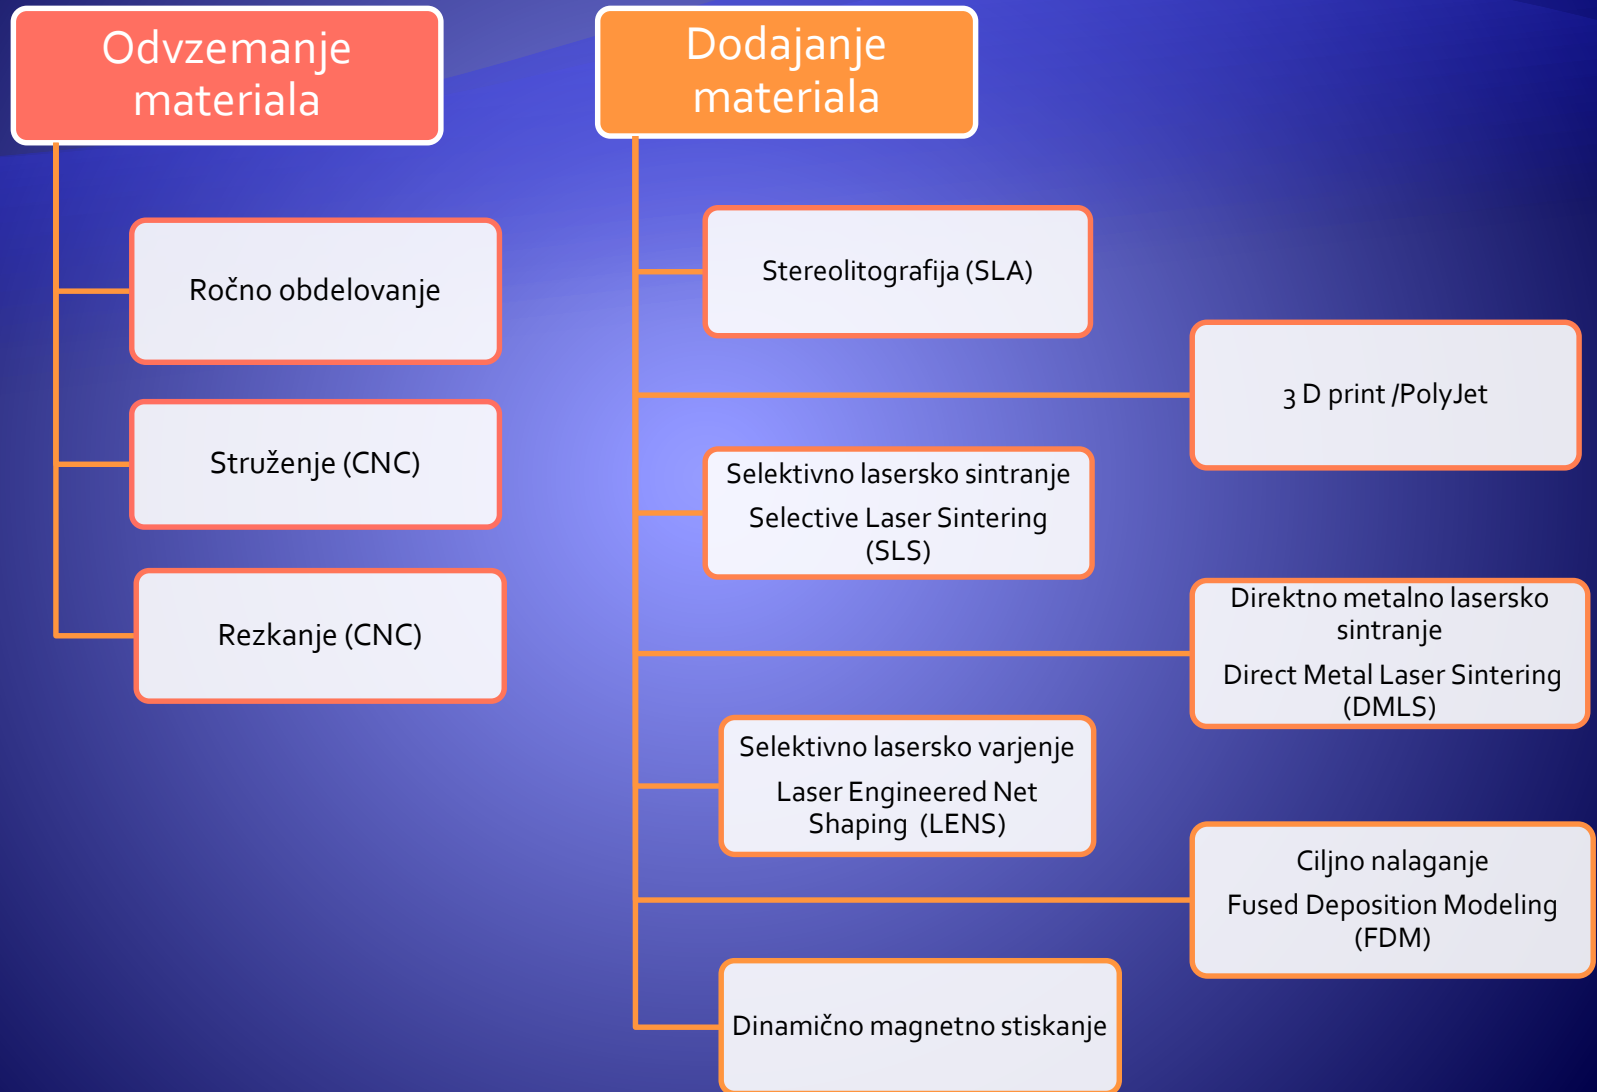 Odvzemanje
materiala
Ročno obdelovanje
Struženje (CNC)
Rezkanje (CNC)
Dodajanje
materiala
Stereolitografija (SLA)
3 D print /PolyJet
Selektivno lasersko sintranje
Selective Laser Sintering
(SLS)
Direktno metalno lasersko
sintranje
Direct Metal Laser Sintering
(DMLS)
Selektivno lasersko varjenje
Laser Engineered Net
Shaping (LENS)
Ciljno nalaganje
Fused Deposition Modeling
(FDM)
Dinamično magnetno stiskanje